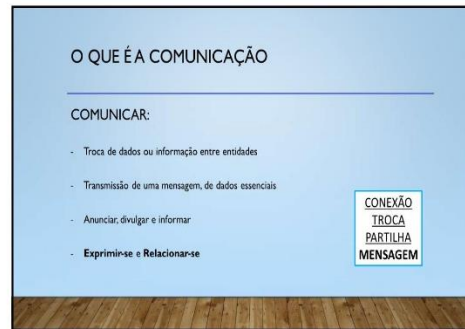 O QUE É A COMUNICAÇÃO
COMUNICAR:
- Troca de dados ou informação entre entidades
- Transmissão de uma mensagem, de dados essenciais
- Anunciar, divulgar e informar
- Exprimir-se e Relacionar-se
CONEXÃO
TROCA
PARTILHA
MENSAGEM